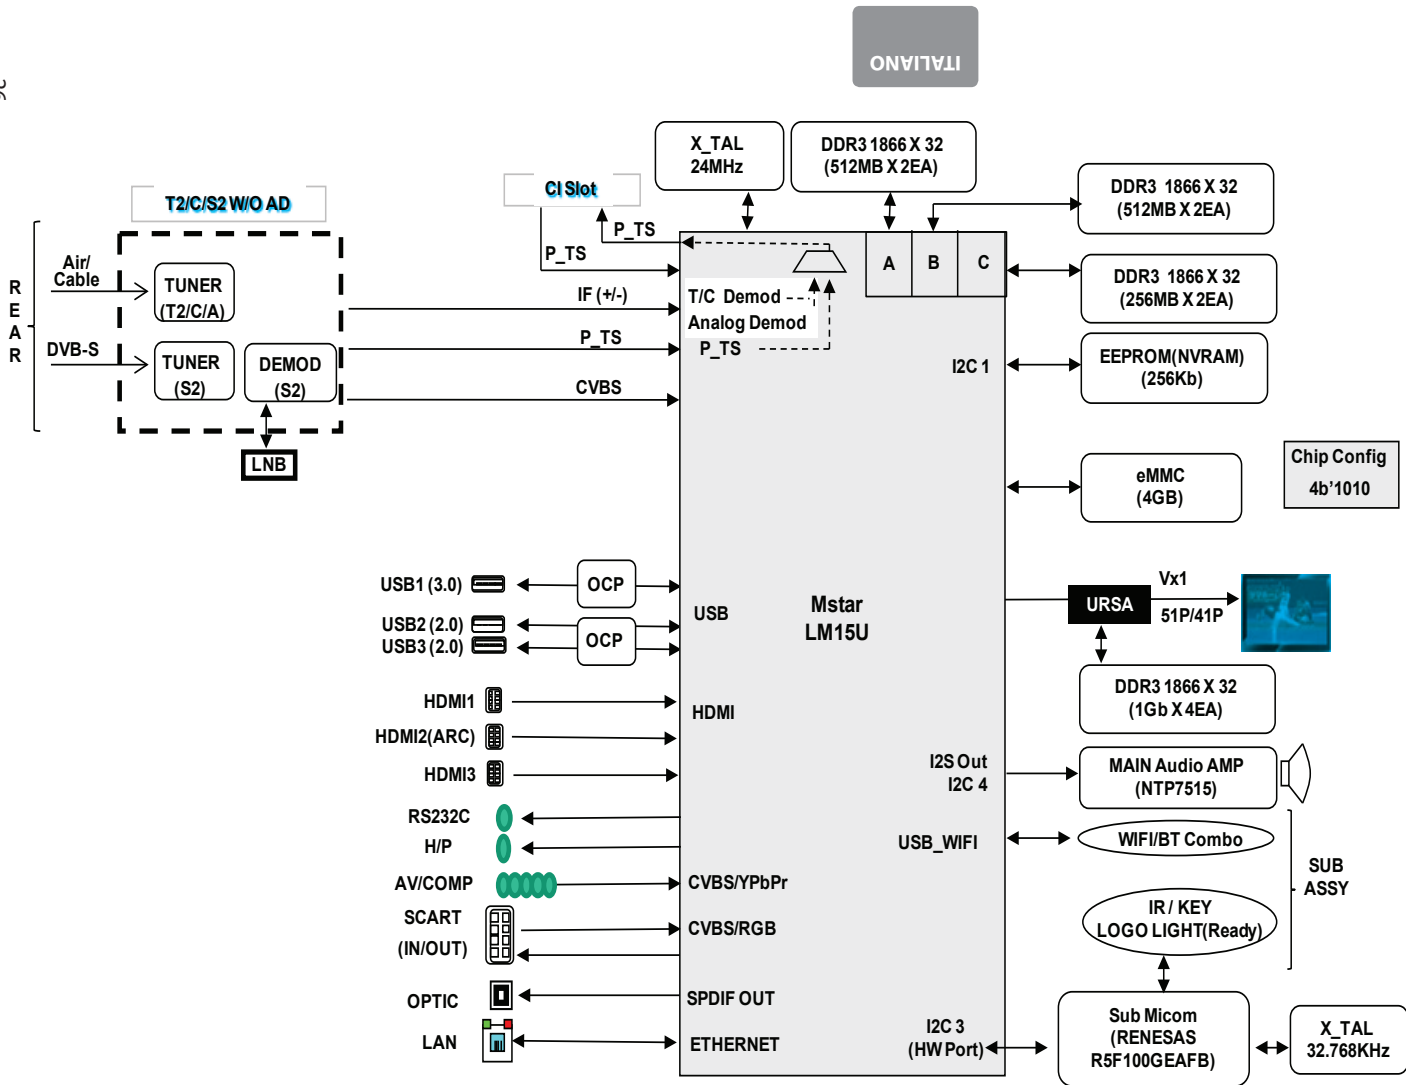 ITALIANO
X_TAL
24MHz
DDR3 1866 X 32
(512MB X 2EA)
CI Slot
P_TS
P_TS
DDR3 1866 X 32
(512MB X 2EA)
T2/C/S2 W/O AD
R
E
A
R
Air/
Cable
TUNER
(T2/C/A)
DVB-S
TUNER
(S2)
DEMOD
(S2)
LNB
IF (+/-)
P_TS
CVBS
T/C Demod
Analog Demod
P_TS
A
B
C
DDR3 1866 X 32
(256MB X 2EA)
I2C 1
EEPROM(NVRAM)
(256Kb)
eMMC
(4GB)
Chip Config
4b'1010
USB1 (3.0)
OCP
USB2 (2.0)
USB3 (2.0)
OCP
USB
Mstar
LM15U
URSA
Vx1
51P/41P
DDR3 1866 X 32
(1Gb X 4EA)
HDMI1
HDMI2(ARC)
HDMI3
HDMI
I2S Out
I2C 4
MAIN Audio AMP
(NTP7515)
RS232C
H/P
USB_WIFI
WIFI/BT Combo
SUB
ASSY
AV/COMP
CVBS/YPbPr
SCART
(IN/OUT)
CVBS/RGB
IR / KEY
LOGO LIGHT(Ready)
OPTIC
SPDIF OUT
LAN
ETHERNET
I2C 3
(HW Port)
Sub Micom
(RENESAS
R5F100GEAFB)
X_TAL
32.768KHz